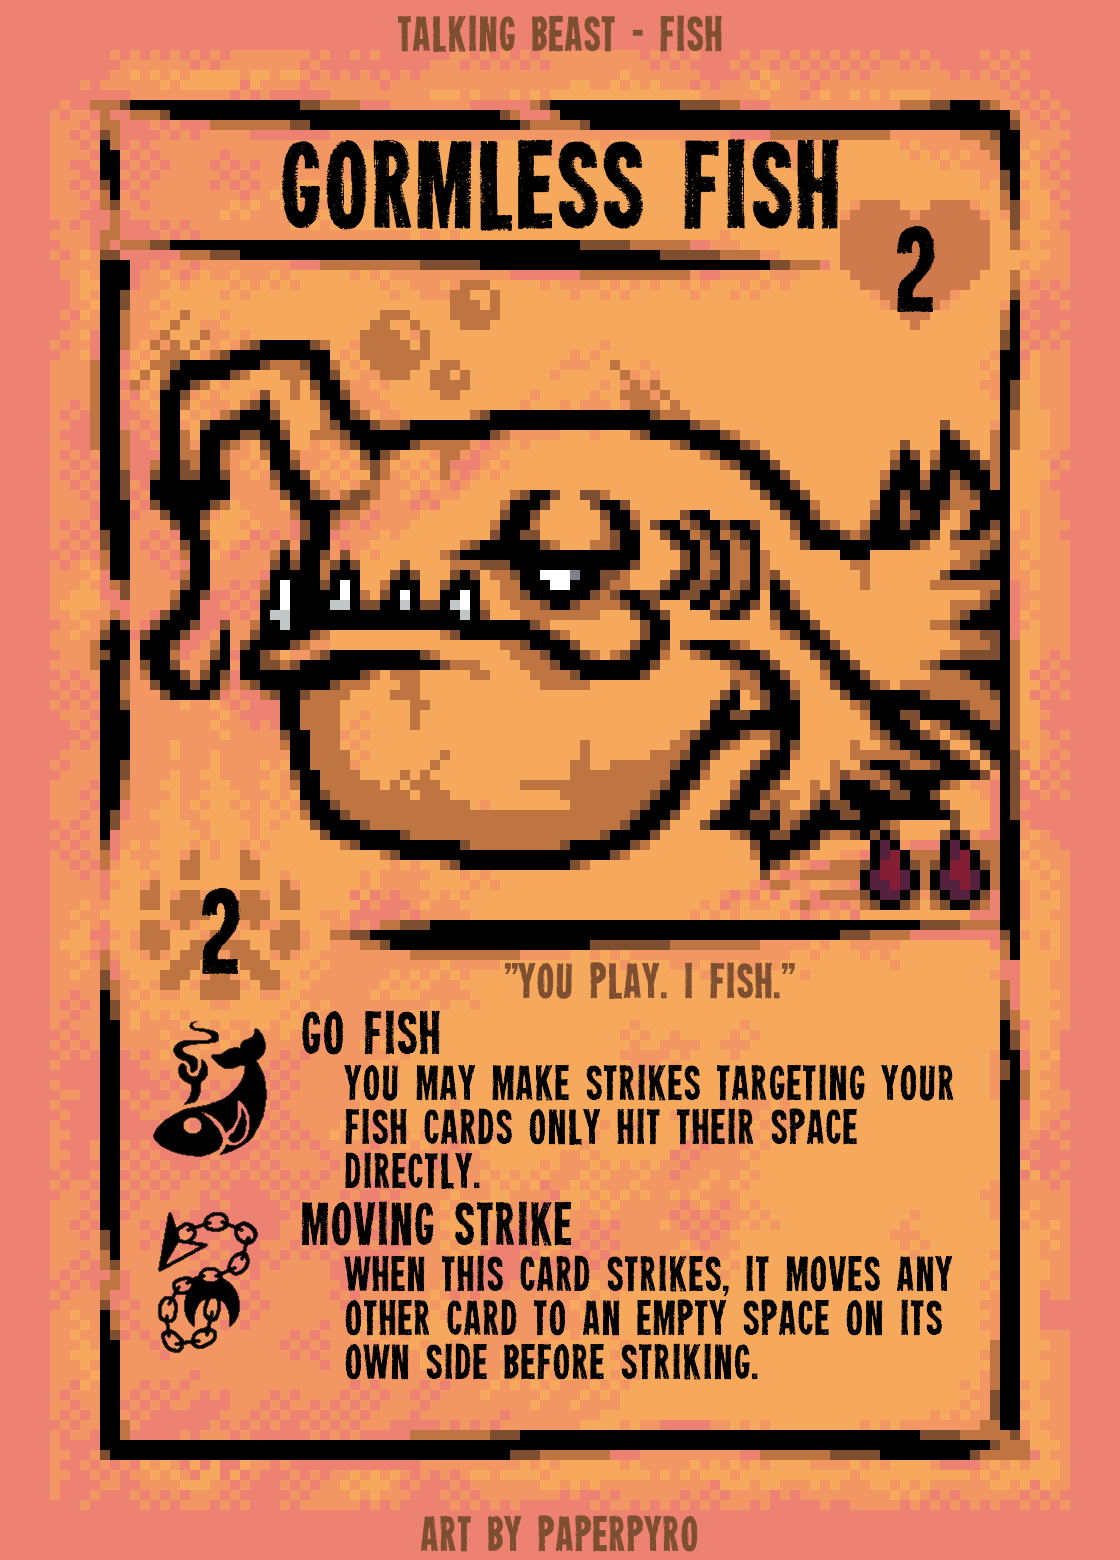 TALKING BEAST - FISH
GORMLESS FISH
2
2
"YOU PLAY. I FISH."
GO FISH
YOU MAY MAKE STRIKES TARGETING YOUR
FISH CARDS ONLY HIT THEIR SPACE
DIRECTLY.
MOVING STRIKE
WHEN THIS CARD STRIKES, IT MOVES ANY
OTHER CARD TO AN EMPTY SPACE ON ITS
OWN SIDE BEFORE STRIKING.
ART BY PAPERPYRO